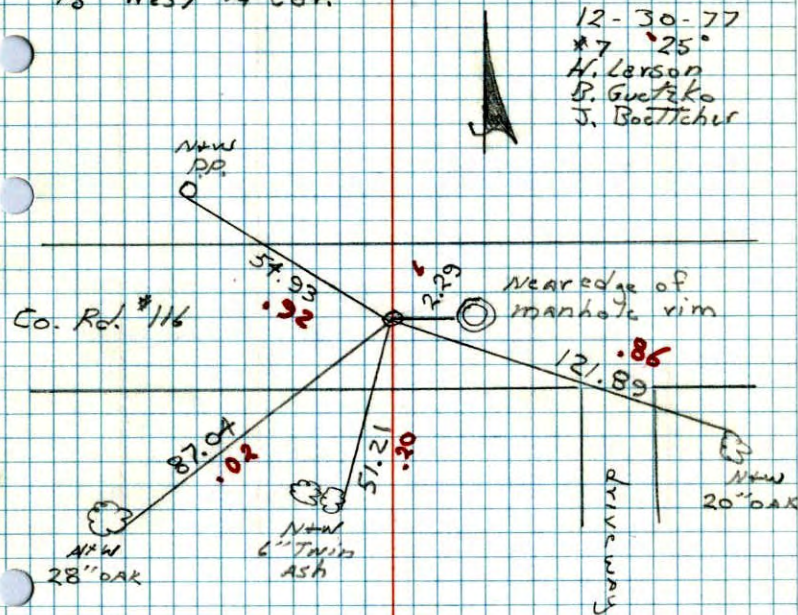 12-30-77
#7 25°
H. Larson
B. Guetzko
J. Boettcher
N+W
P.P.
54.93
.92
2.29
Near edge of
manhole rim
Co. Rd. #116
.86
121.89
87.04
.02
51.21
.20
N+W
28" OAK
N+W
6" Twin
ASH
N+W
20" OAK
driveway